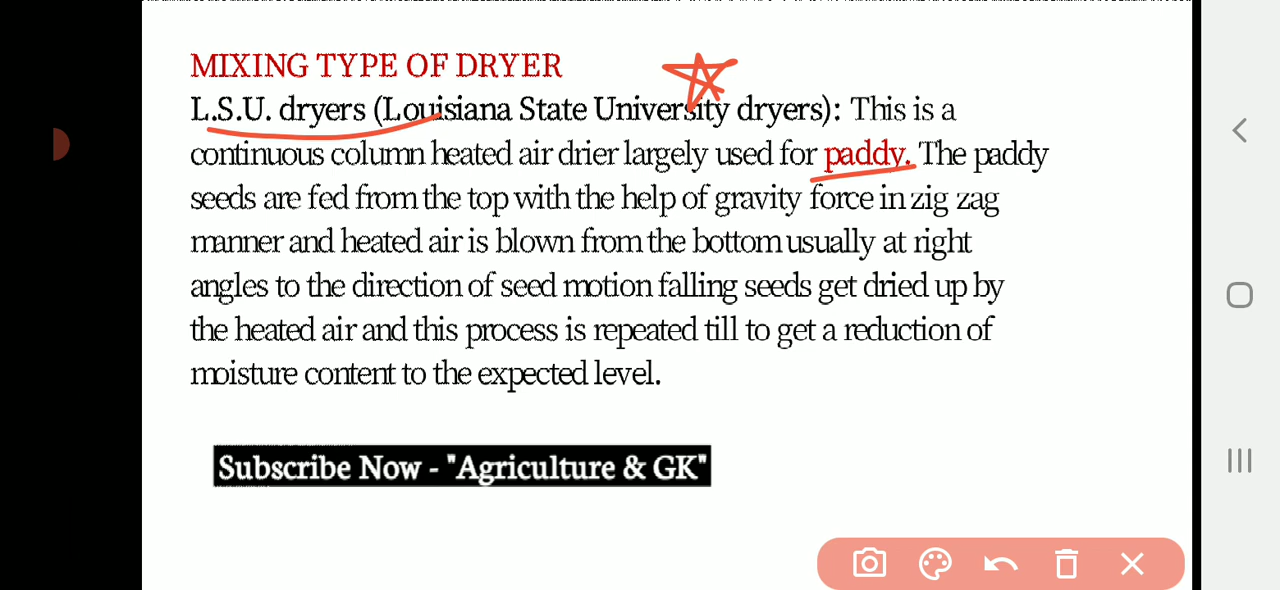 MIXING TYPE OF DRYER
L.S.U. dryers (Louisiana State University dryers): This is a
continuous column heated air drier largely used for paddy. The paddy
seeds are fed from the top with the help of gravity force in zig zag
manner and heated air is blown from the bottom usually at right
angles to the direction of seed motion falling seeds get dried up by
the heated air and this process is repeated till to get a reduction of
moisture content to the expected level.
Subscribe Now - "Agriculture & GK"